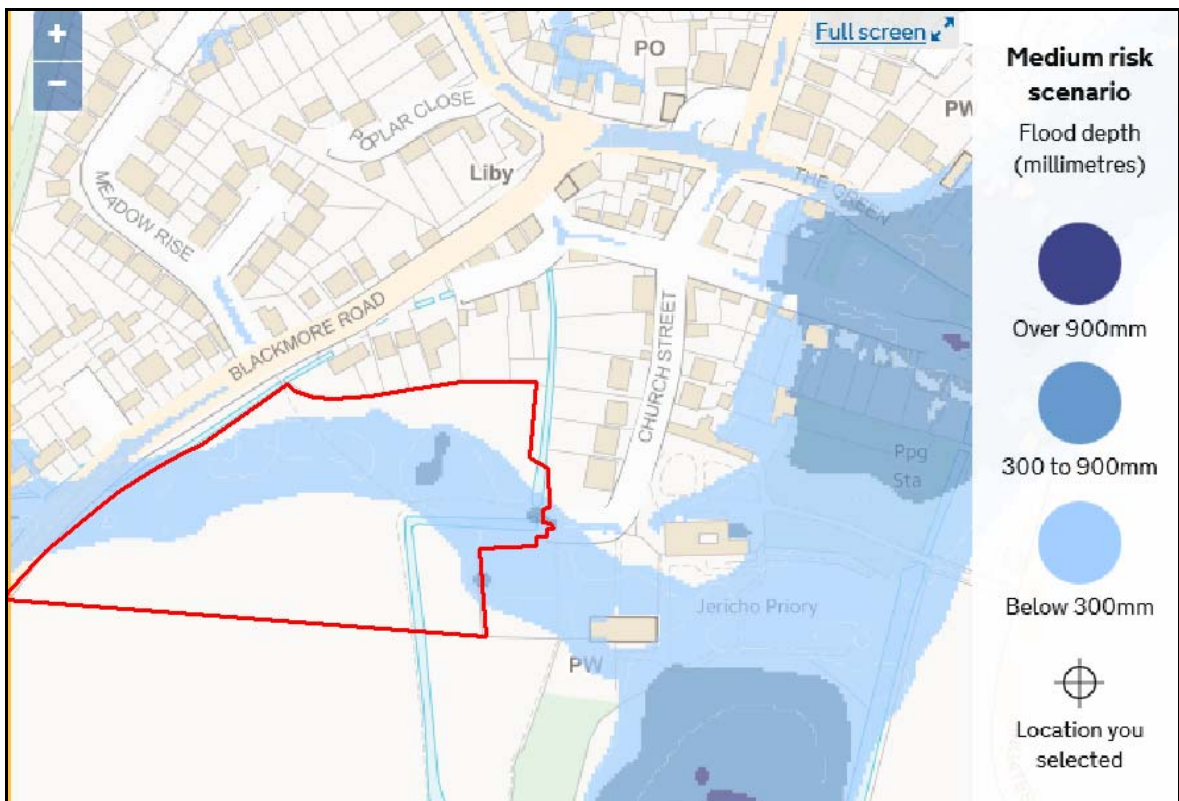 +
−
Full screen
PO
PW
POPLAR CLOSE
Liby
MEADOW RISE
THE GREEN
BLACKMORE ROAD
CHURCH STREET
Ppg
Sta
Jericho Priory
PW
Medium risk
scenario
Flood depth
(millimetres)
Over 900mm
300 to 900mm
Below 300mm
Location you
selected